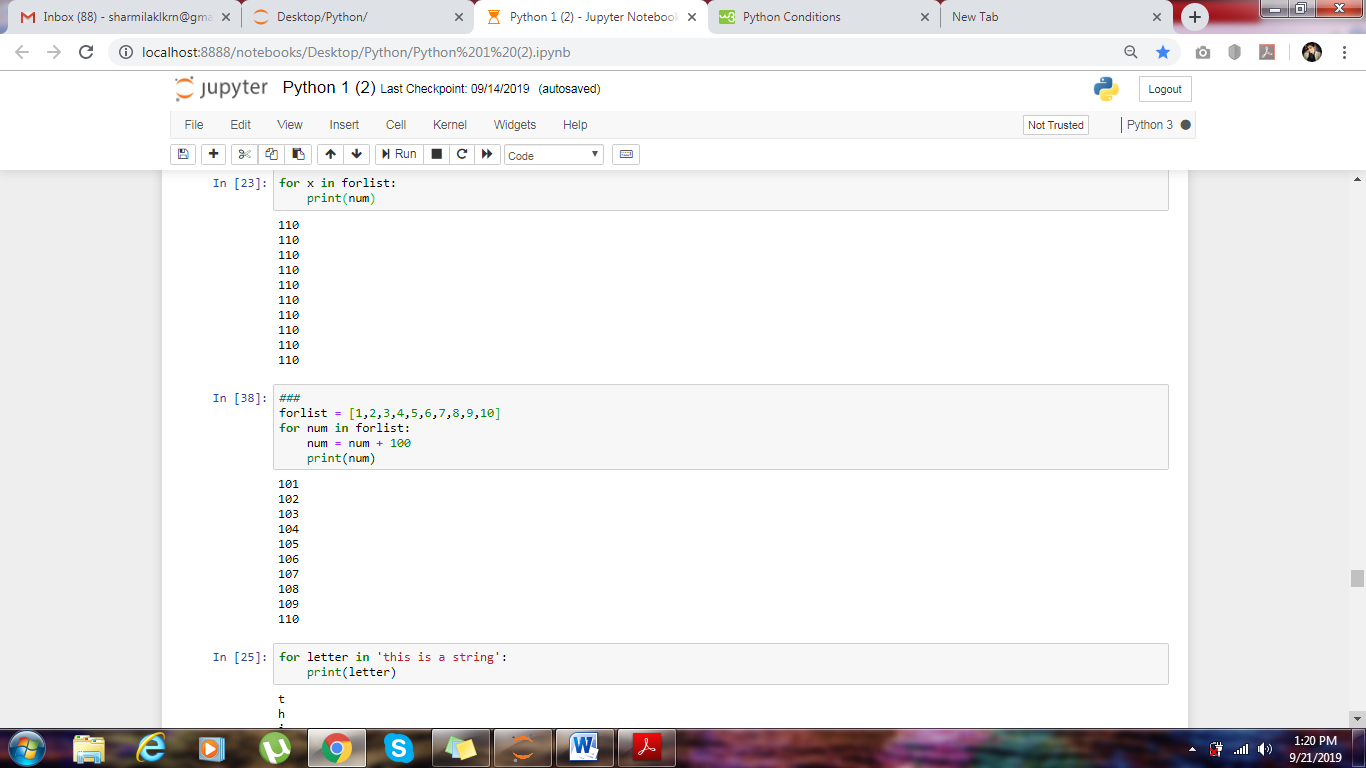 Inbox (88) - sharmilaklkrn@gma
Desktop/Python/
Python 1 (2) - Jupyter Notebook
w3 Python Conditions
New Tab
localhost:8888/notebooks/Desktop/Python/Python%201%20(2).ipynb
jupyter Python 1 (2) Last Checkpoint: 09/14/2019 (autosaved)
Logout
File Edit View Insert Cell Kernel Widgets Help
Not Trusted
Python 3
Run
Code
In [23]: for x in forlist:
    print(num)
110
110
110
110
110
110
110
110
110
110
In [38]: ###
forlist = [1,2,3,4,5,6,7,8,9,10]
for num in forlist:
    num = num + 100
    print(num)
101
102
103
104
105
106
107
108
109
110
In [25]: for letter in 'this is a string':
    print(letter)
t
h
1:20 PM
9/21/2019